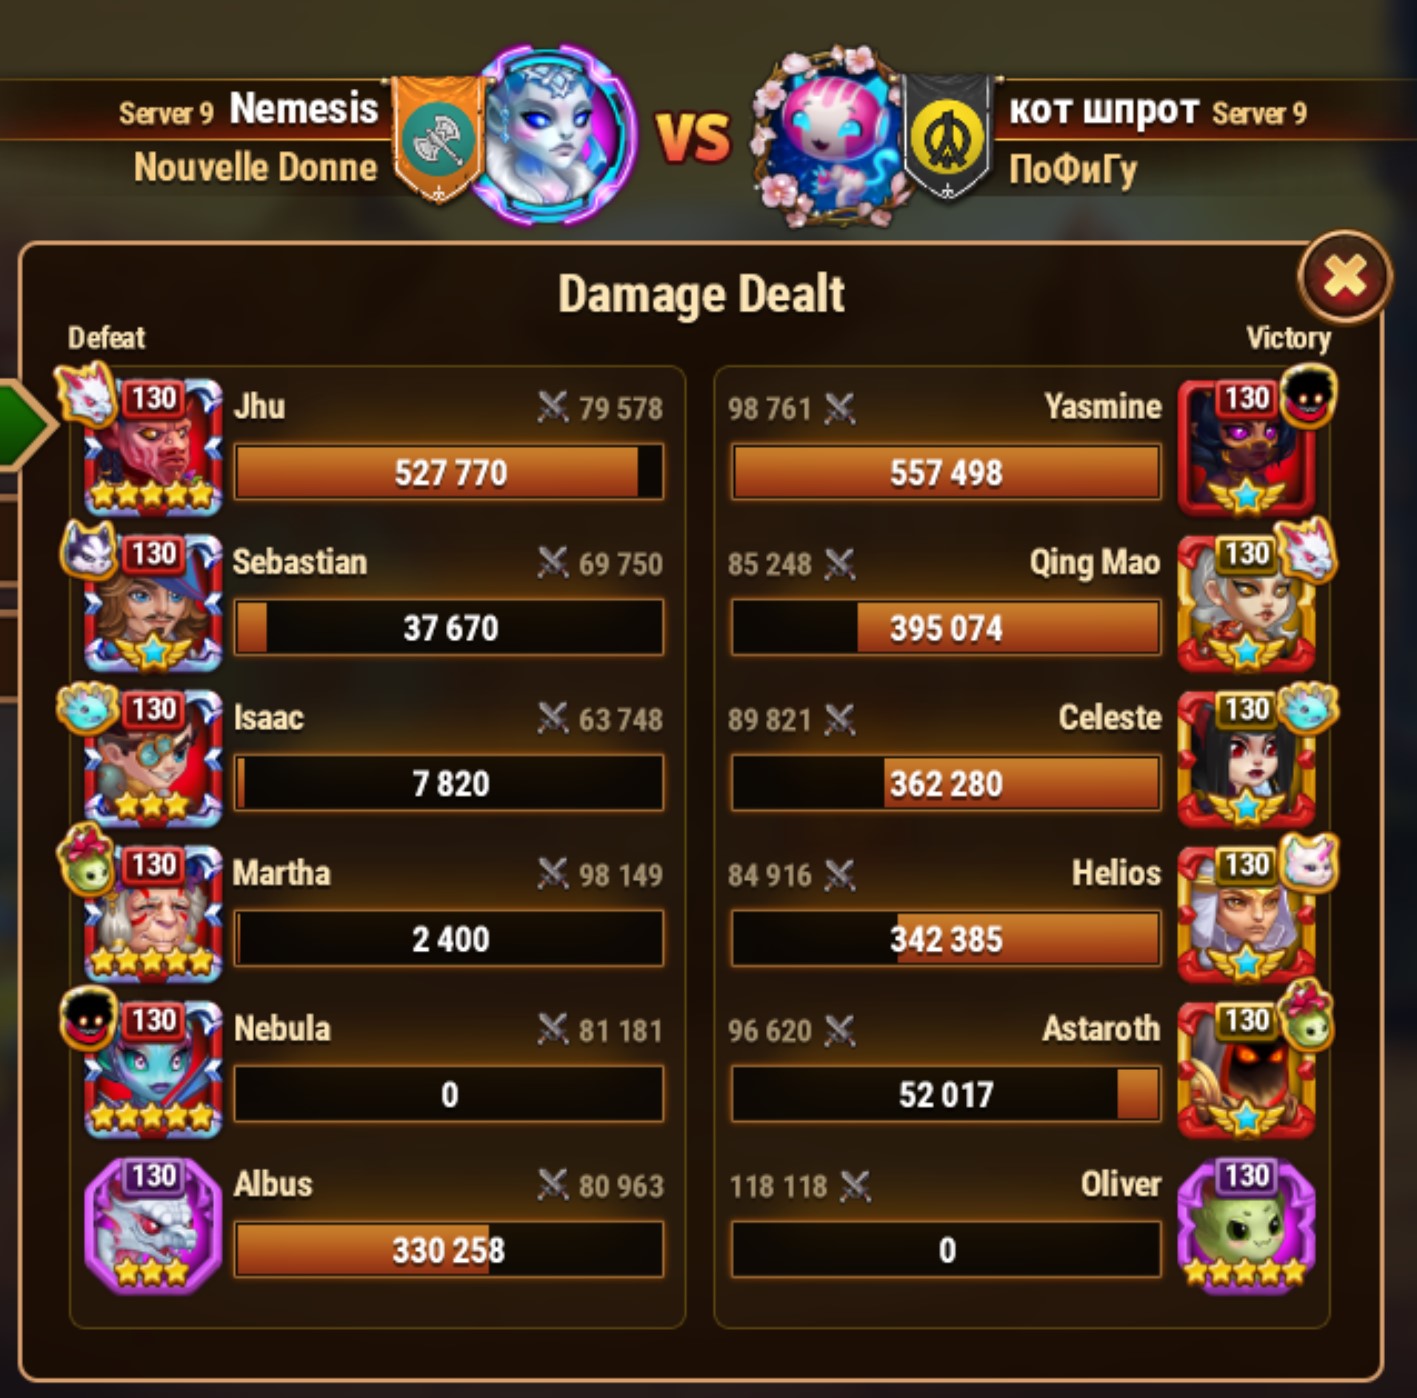 Server 9 Nemesis VS кот шпрот Server 9
Nouvelle Donne ПоФиГу
Damage Dealt
Defeat Victory
130 Jhu 79 578
527 770
98 761 Yasmine 130
557 498
130 Sebastian 69 750
37 670
85 248 Qing Mao 130
395 074
130 Isaac 63 748
7 820
89 821 Celeste 130
362 280
130 Martha 98 149
2 400
84 916 Helios 130
342 385
130 Nebula 81 181
0
96 620 Astaroth 130
52 017
130 Albus 80 963
330 258
118 118 Oliver 130
0